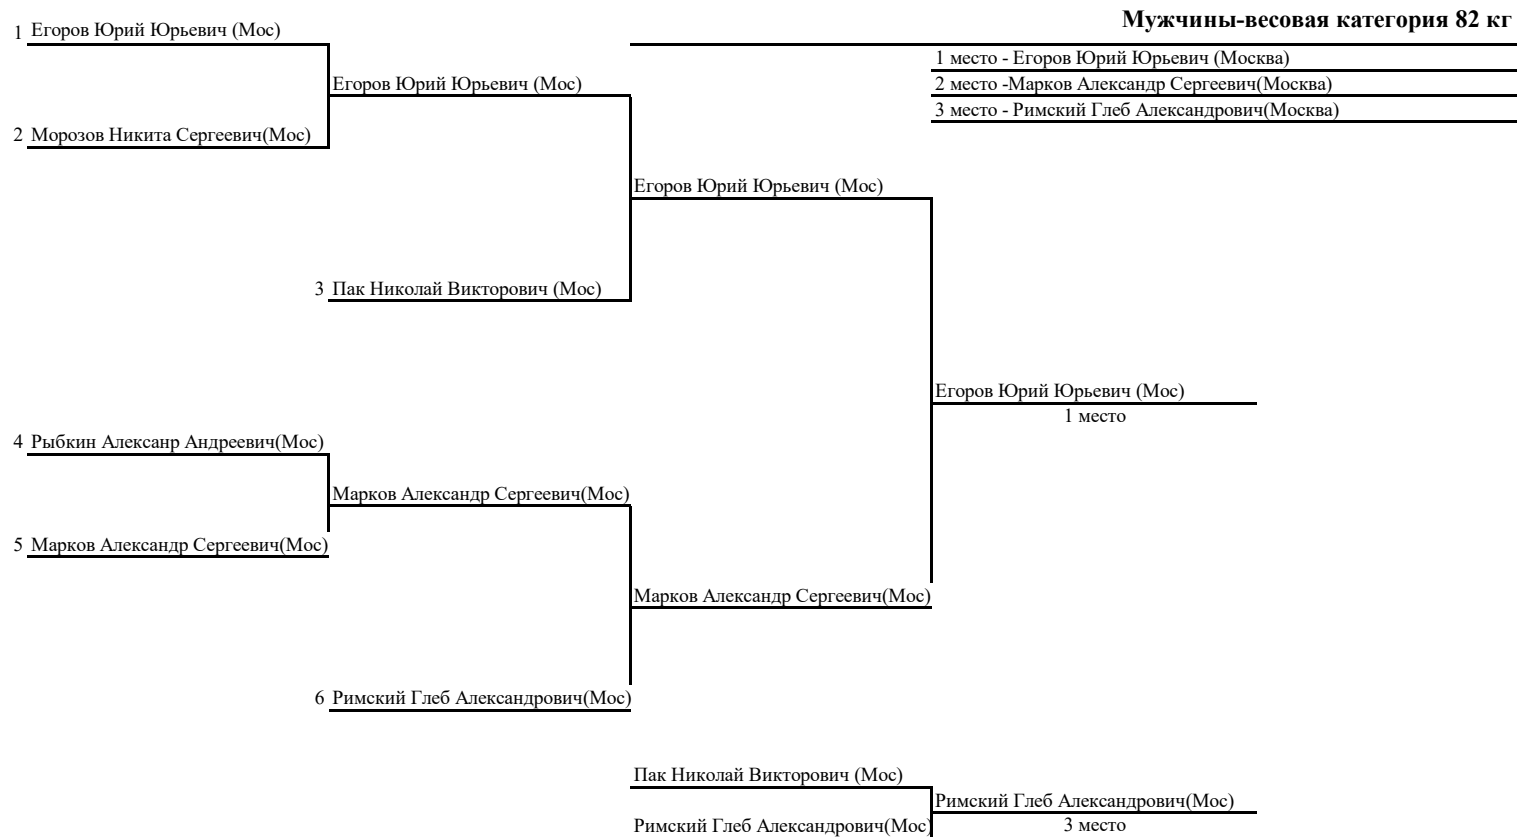 Мужчины-весовая категория 82 кг
1 Егоров Юрий Юрьевич (Мос)
1 место - Егоров Юрий Юрьевич (Москва)
Егоров Юрий Юрьевич (Мос)
2 место -Марков Александр Сергеевич(Москва)
3 место - Римский Глеб Александрович(Москва)
2 Морозов Никита Сергеевич(Мос)
Егоров Юрий Юрьевич (Мос)
3 Пак Николай Викторович (Мос)
Егоров Юрий Юрьевич (Мос)
1 место
4 Рыбкин Алексанр Андреевич(Мос)
Марков Александр Сергеевич(Мос)
5 Марков Александр Сергеевич(Мос)
Марков Александр Сергеевич(Мос)
6 Римский Глеб Александрович(Мос)
Пак Николай Викторович (Мос)
Римский Глеб Александрович(Мос)
Римский Глеб Александрович(Мос)
3 место